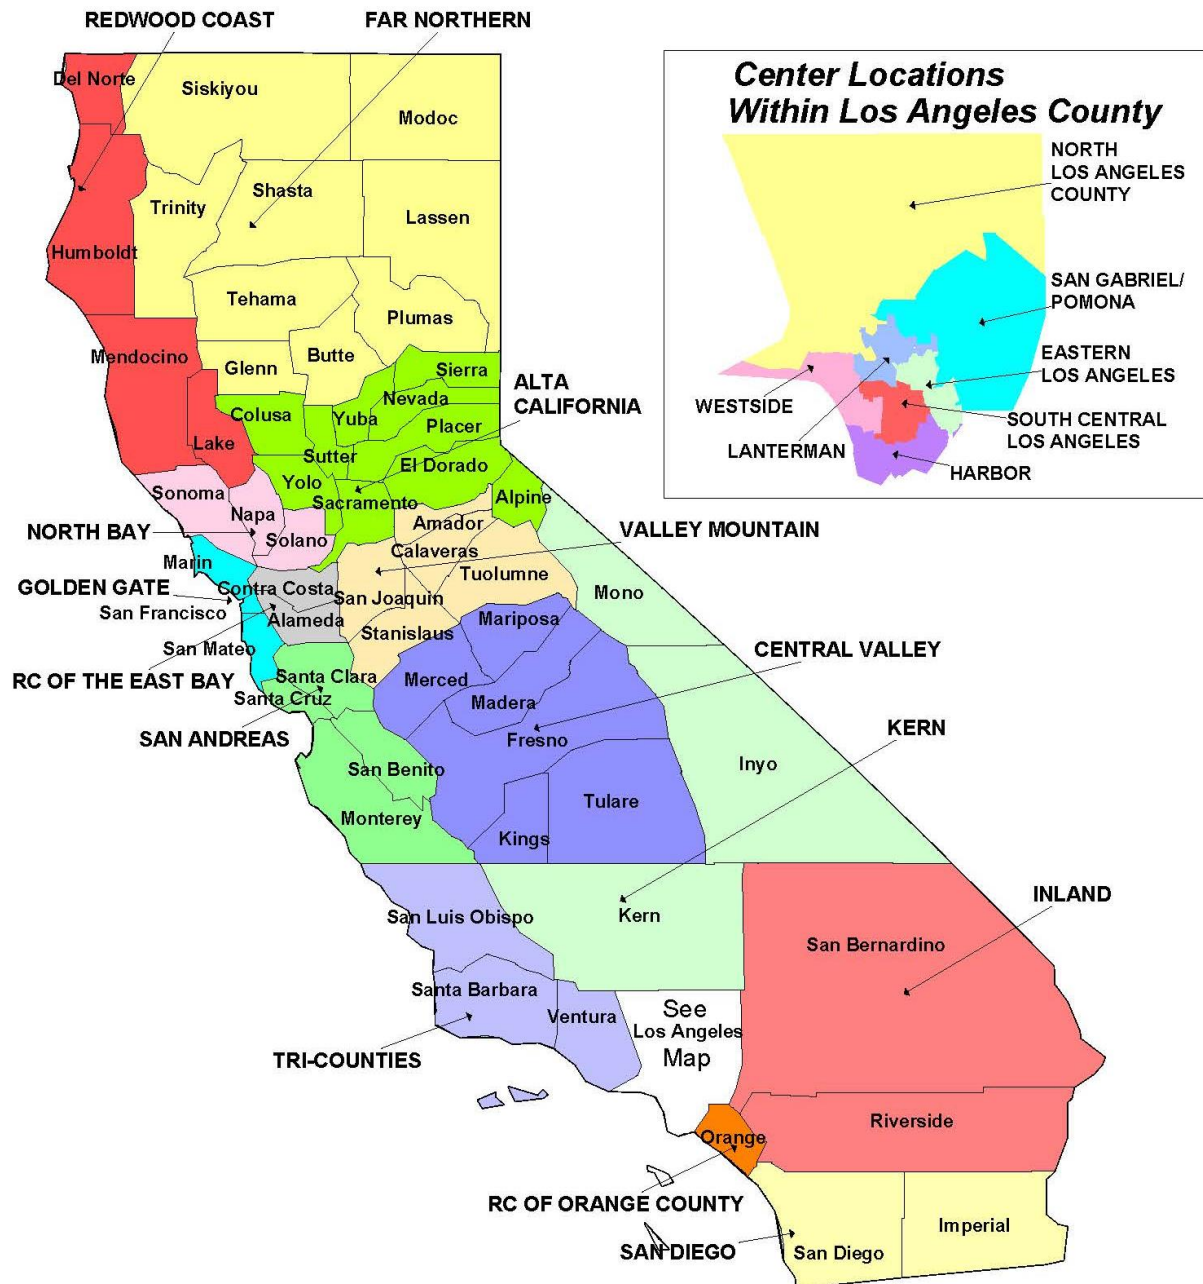 REDWOOD COAST
FAR NORTHERN
Center Locations
Within Los Angeles County
NORTH
LOS ANGELES
COUNTY
SAN GABRIEL/
POMONA
EASTERN
LOS ANGELES
WESTSIDE
SOUTH CENTRAL
LOS ANGELES
LANTERMAN
HARBOR
Del Norte
Siskiyou
Modoc
Shasta
Trinity
Lassen
Humboldt
Tehama
Plumas
Mendocino
Butte
Glenn
Sierra
ALTA
CALIFORNIA
Nevada
Colusa
Yuba
Placer
Lake
Sutter
El Dorado
Yolo
Sonoma
Sacramento
Alpine
Napa
Amador
NORTH BAY
Solano
VALLEY MOUNTAIN
Calaveras
Marin
Tuolumne
GOLDEN GATE
Contra Costa
Mono
San Joaquin
San Francisco
Alameda
Mariposa
Stanislaus
San Mateo
CENTRAL VALLEY
RC OF THE EAST BAY
Santa Clara
Merced
Santa Cruz
Madera
KERN
SAN ANDREAS
Fresno
Inyo
San Benito
Tulare
Monterey
Kings
INLAND
San Luis Obispo
Kern
San Bernardino
Santa Barbara
Ventura
See
Los Angeles
Map
TRI-COUNTIES
Riverside
Orange
RC OF ORANGE COUNTY
Imperial
SAN DIEGO
San Diego